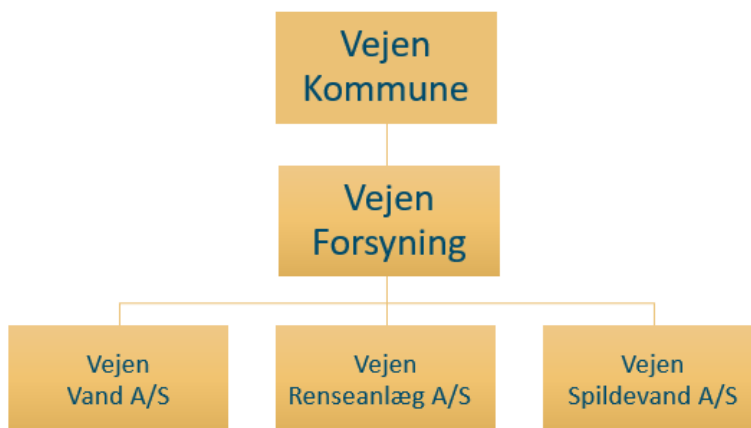 Vejen
Kommune
Vejen
Forsyning
Vejen
Vand A/S
Vejen
Renseanlæg A/S
Vejen
Spildevand A/S